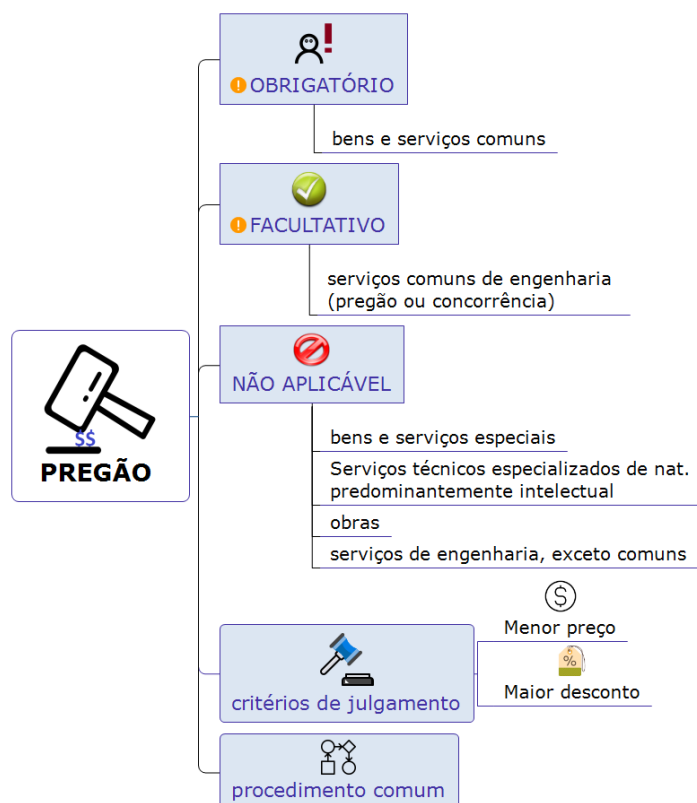 OBRIGATÓRIO
bens e serviços comuns
FACULTATIVO
serviços comuns de engenharia
(pregão ou concorrência)
$$
PREGÃO
NÃO APLICÁVEL
bens e serviços especiais
Serviços técnicos especializados de nat.
predominantemente intelectual
obras
serviços de engenharia, exceto comuns
critérios de julgamento
$
Menor preço
%
Maior desconto
procedimento comum